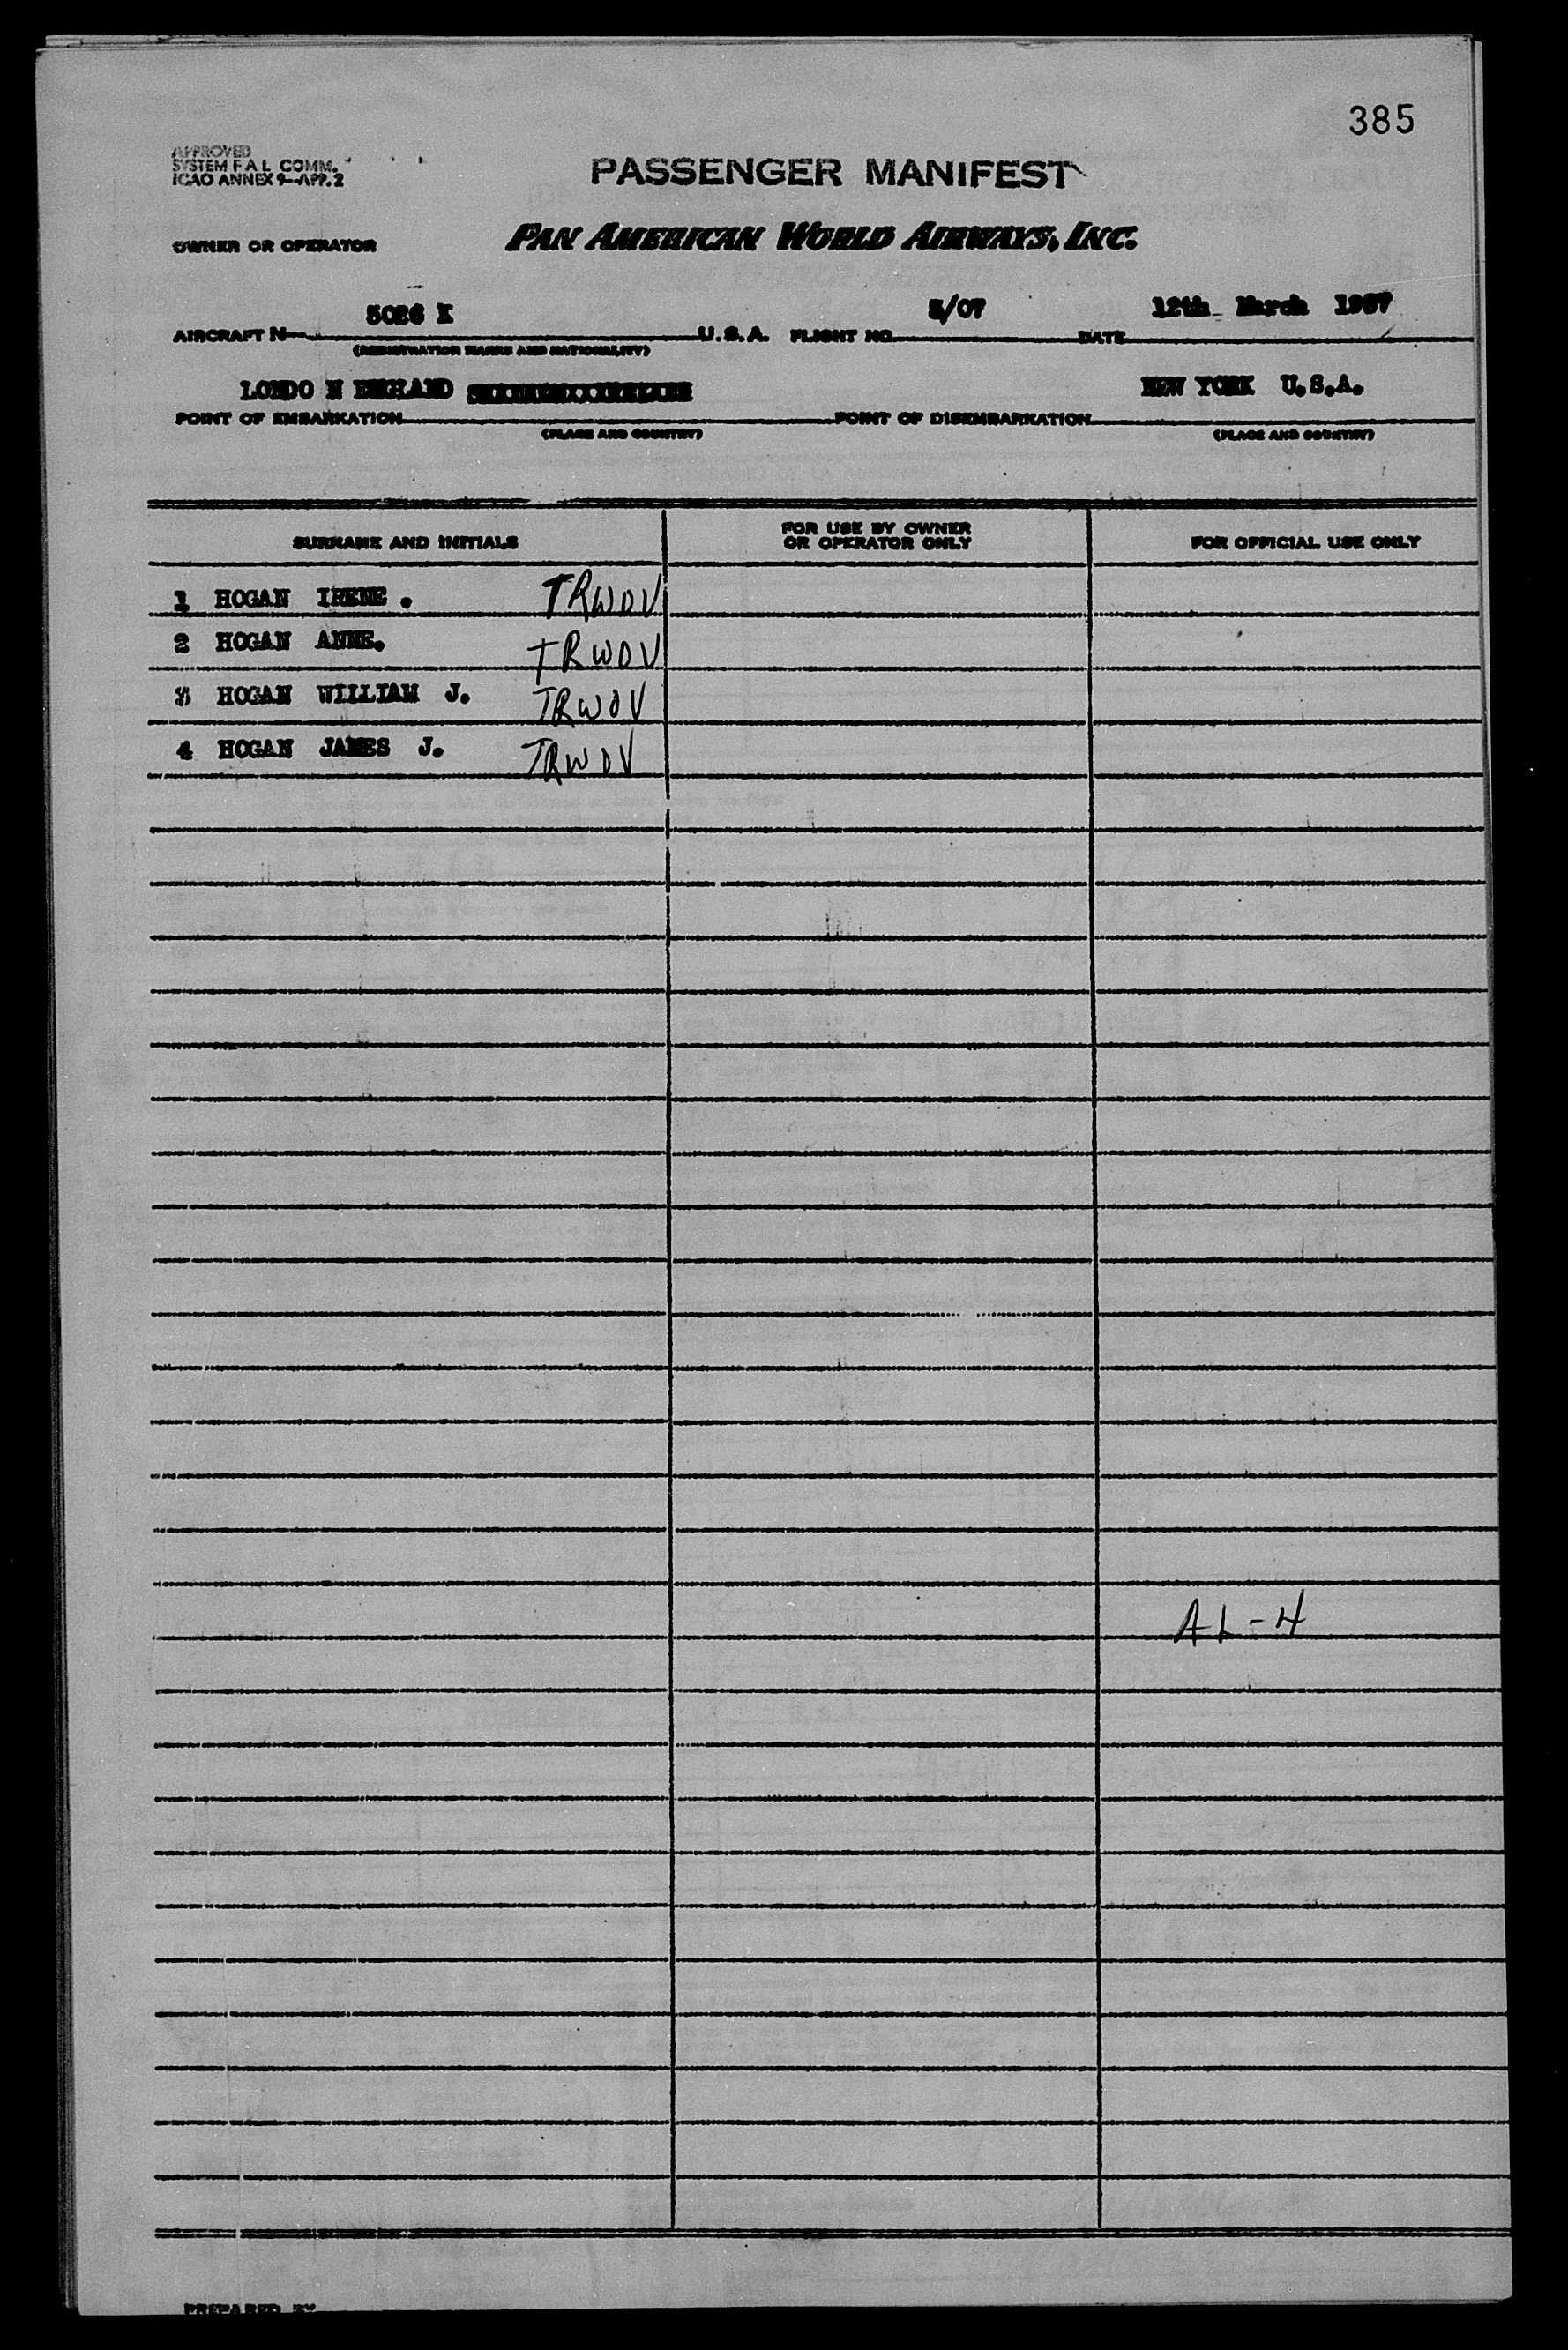 385
APPROVED
SYSTEM F A L COMM.
ICAO ANNEX 9—APP. 2
PASSENGER MANIFEST
OWNER OR OPERATOR PAN AMERICAN WORLD AIRWAYS, INC.
AIRCRAFT N 5026 K U.S.A. FLIGHT NO /07 DATE 12th March 1957
(REGISTRATION MARKS AND NATIONALITY)
LONDO N ENGLAND NEW YORK U.S.A.
POINT OF EMBARKATION POINT OF DISEMBARKATION
(PLACE AND COUNTRY) (PLACE AND COUNTRY)
SURNAME AND INITIALS FOR USE BY OWNER OR OPERATOR ONLY FOR OFFICIAL USE ONLY
1 HOGAN IRENE . TRWOV
2 HOGAN ANNE. TRWOV
3 HOGAN WILLIAM J. TRWOV
4 HOGAN JAMES J. TRWOV
AL-4
PREPARED BY